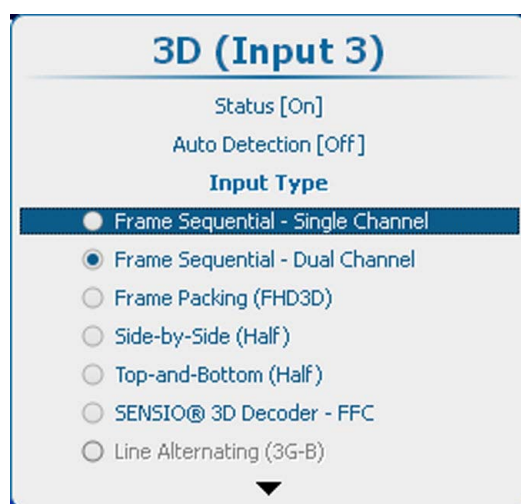 3D (Input 3)
Status [On]
Auto Detection [Off]
Input Type
Frame Sequential - Single Channel
Frame Sequential - Dual Channel
Frame Packing (FHD3D)
Side-by-Side (Half)
Top-and-Bottom (Half)
SENSIO® 3D Decoder - FFC
Line Alternating (3G-B)